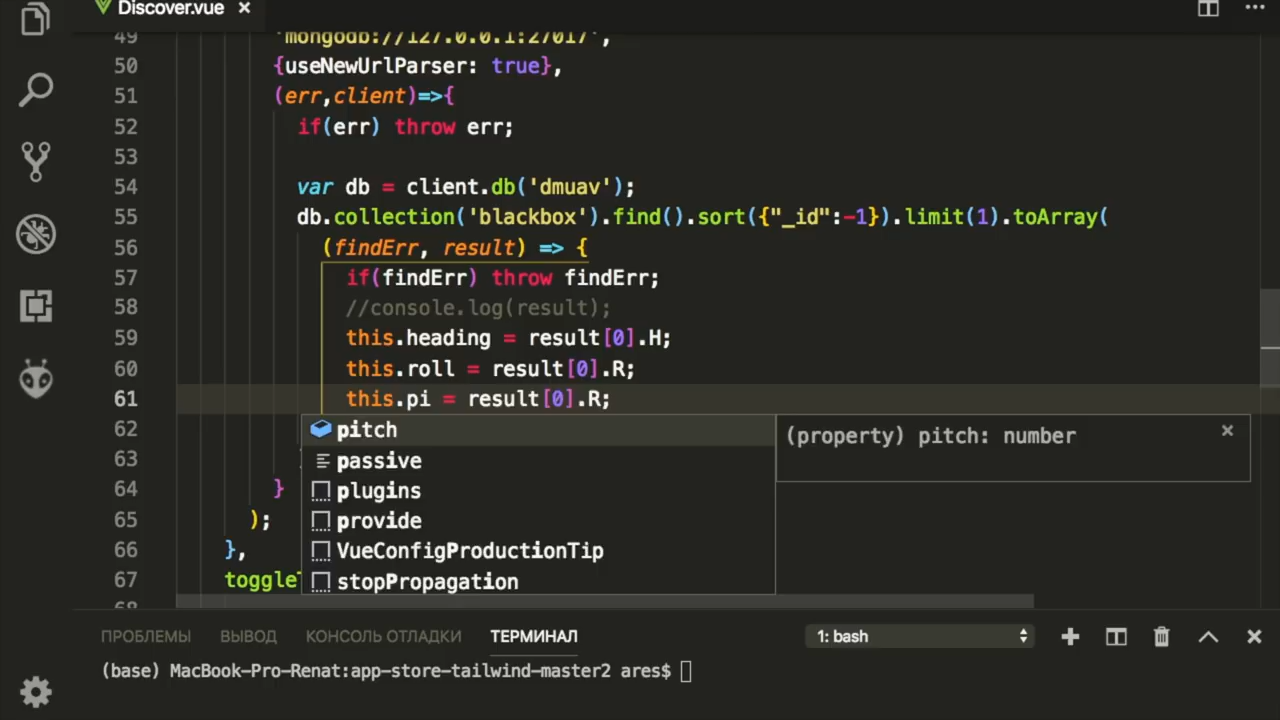 Discover.vue ×
49 'mongodb://127.0.0.1:27017',
50 {useNewUrlParser: true},
51 (err,client)=>{
52 if(err) throw err;
53
54 var db = client.db('dmuav');
55 db.collection('blackbox').find().sort({"_id":-1}).limit(1).toArray(
56 (findErr, result) => {
57 if(findErr) throw findErr;
58 //console.log(result);
59 this.heading = result[0].H;
60 this.roll = result[0].R;
61 this.pi = result[0].R;
62 pitch (property) pitch: number ×
63 passive
64 } plugins
65 ); provide
66 }, VueConfigProductionTip
67 toggleT stopPropagation
68
ПРОБЛЕМЫ ВЫВОД КОНСОЛЬ ОТЛАДКИ ТЕРМИНАЛ 1: bash
(base) MacBook-Pro-Renat:app-store-tailwind-master2 ares$